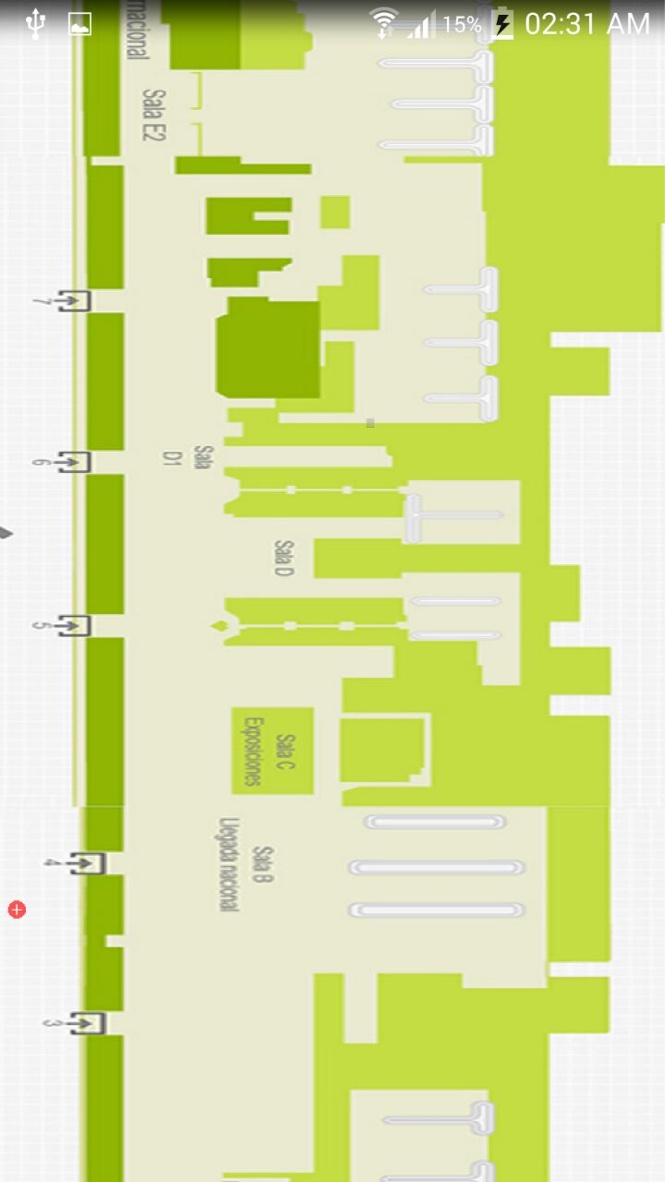 15% 02:31 AM
nacional
Sala E2
7
Sala
D1
6
Sala D
5
Sala C
Exposiciones
Sala B
Llegada nacional
4
3